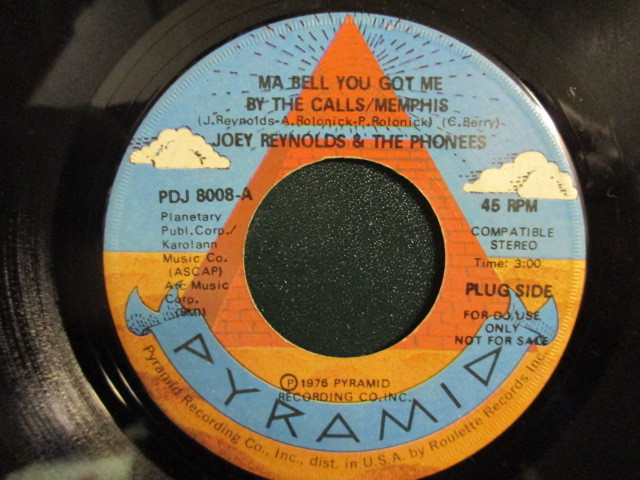 MA BELL YOU GOT ME
BY THE CALLS/MEMPHIS
(J.Reynolds-A.Rolonick-P.Rolonick) (C.Berry)
JOEY REYNOLDS & THE PHONEES
PDJ 8008-A
Planetary
Publ.Corp./
Karolann
Music Co.
(ASCAP)
Arc Music
Corp.
(BMI)
45 RPM
COMPATIBLE
STEREO
Time: 3:00
PLUG SIDE
FOR DJ USE
ONLY
NOT FOR SALE
Ⓟ1976 PYRAMID
RECORDING CO.,INC.
PYRAMID
Pyramid Recording Co., Inc., dist. in U.S.A. by Roulette Records Inc.